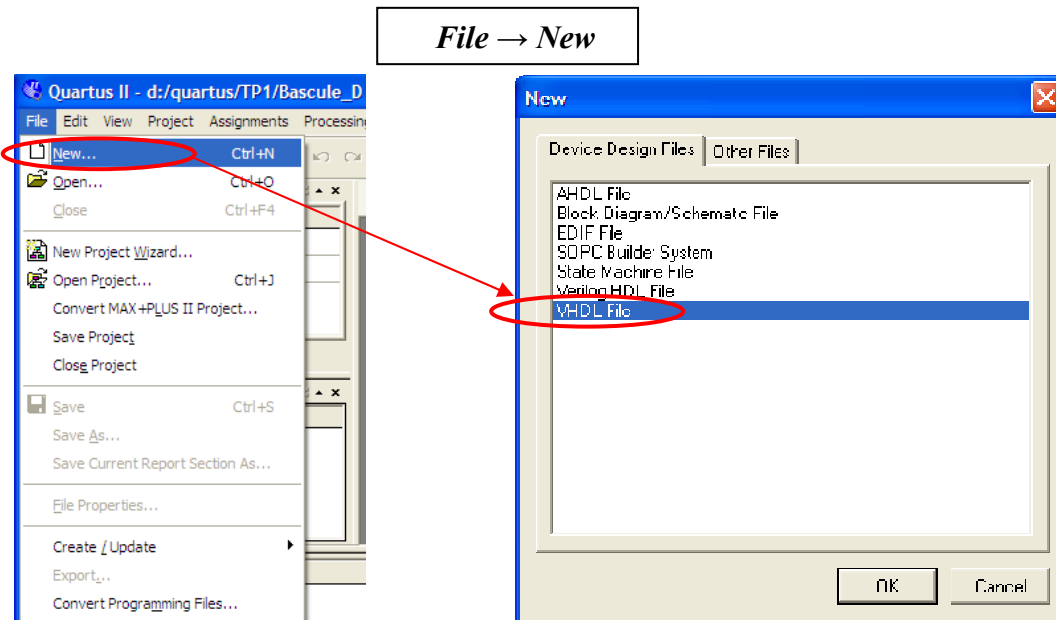 File → New
Quartus II - d:/quartus/TP1/Bascule_D
File Edit View Project Assignments Processing
New... Ctrl+N
Open... Ctrl+O
Close Ctrl+F4
New Project Wizard...
Open Project... Ctrl+J
Convert MAX+PLUS II Project...
Save Project
Close Project
Save Ctrl+S
Save As...
Save Current Report Section As...
File Properties...
Create / Update
Export...
Convert Programming Files...
New
Device Design Files Other Files
AHDL File
Block Diagram/Schematic File
EDIF File
SOPC Builder System
State Machine File
Verilog HDL File
VHDL File
OK Cancel